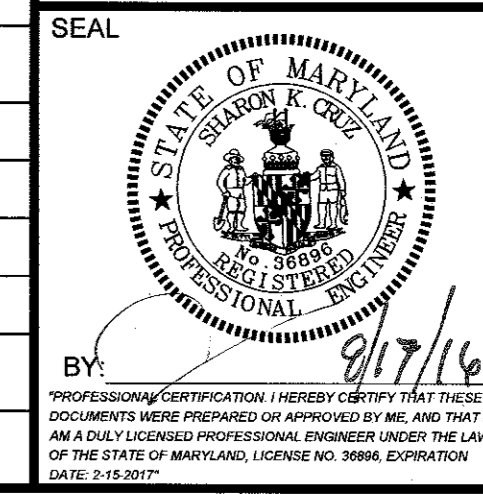 SEAL
STATE OF MARYLAND
SHARON K. CRUZ
No. 36896
REGISTERED
PROFESSIONAL ENGINEER
BY: 8/17/16
"PROFESSIONAL CERTIFICATION. I HEREBY CERTIFY THAT THESE
DOCUMENTS WERE PREPARED OR APPROVED BY ME, AND THAT
AM A DULY LICENSED PROFESSIONAL ENGINEER UNDER THE LAW
OF THE STATE OF MARYLAND, LICENSE NO. 36896, EXPIRATION
DATE: 2-15-2017"